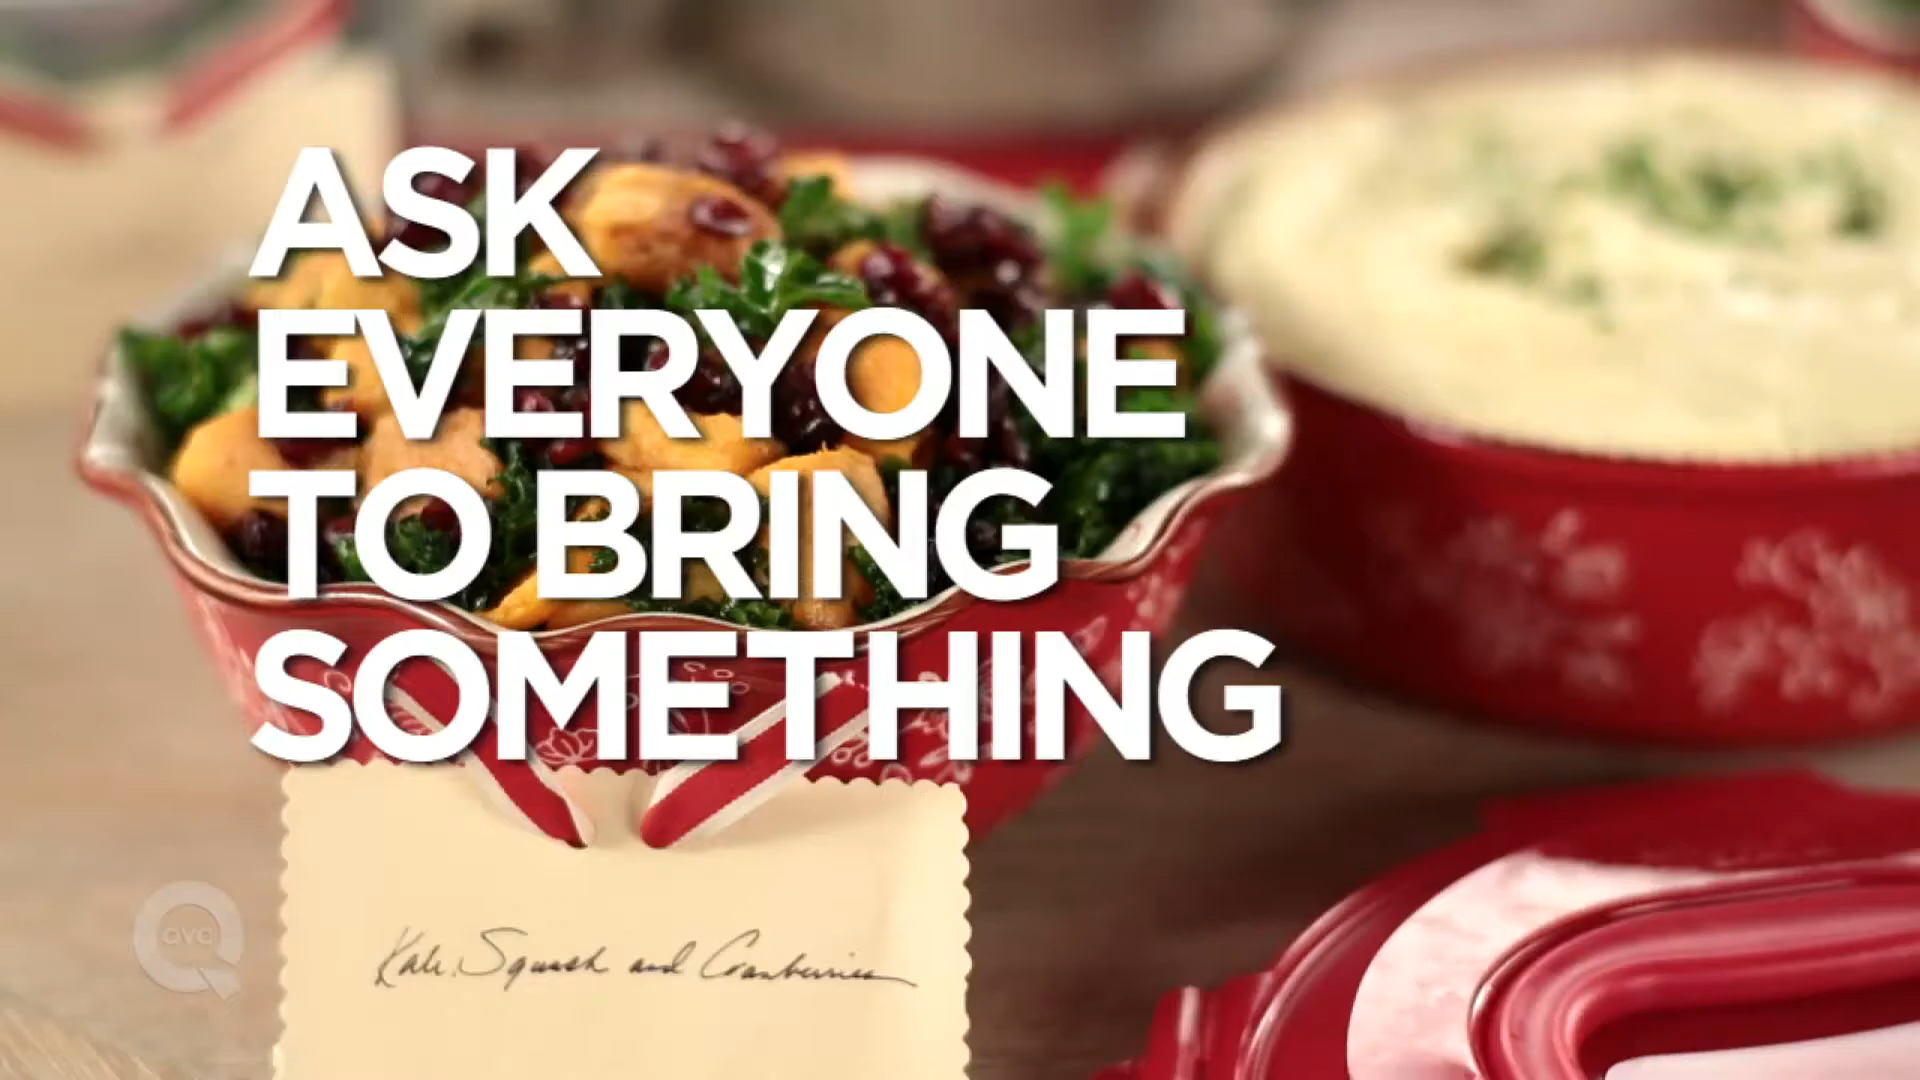 ASK
EVERYONE
TO BRING
SOMETHING
QVC
Kale, Squash and Cranberries